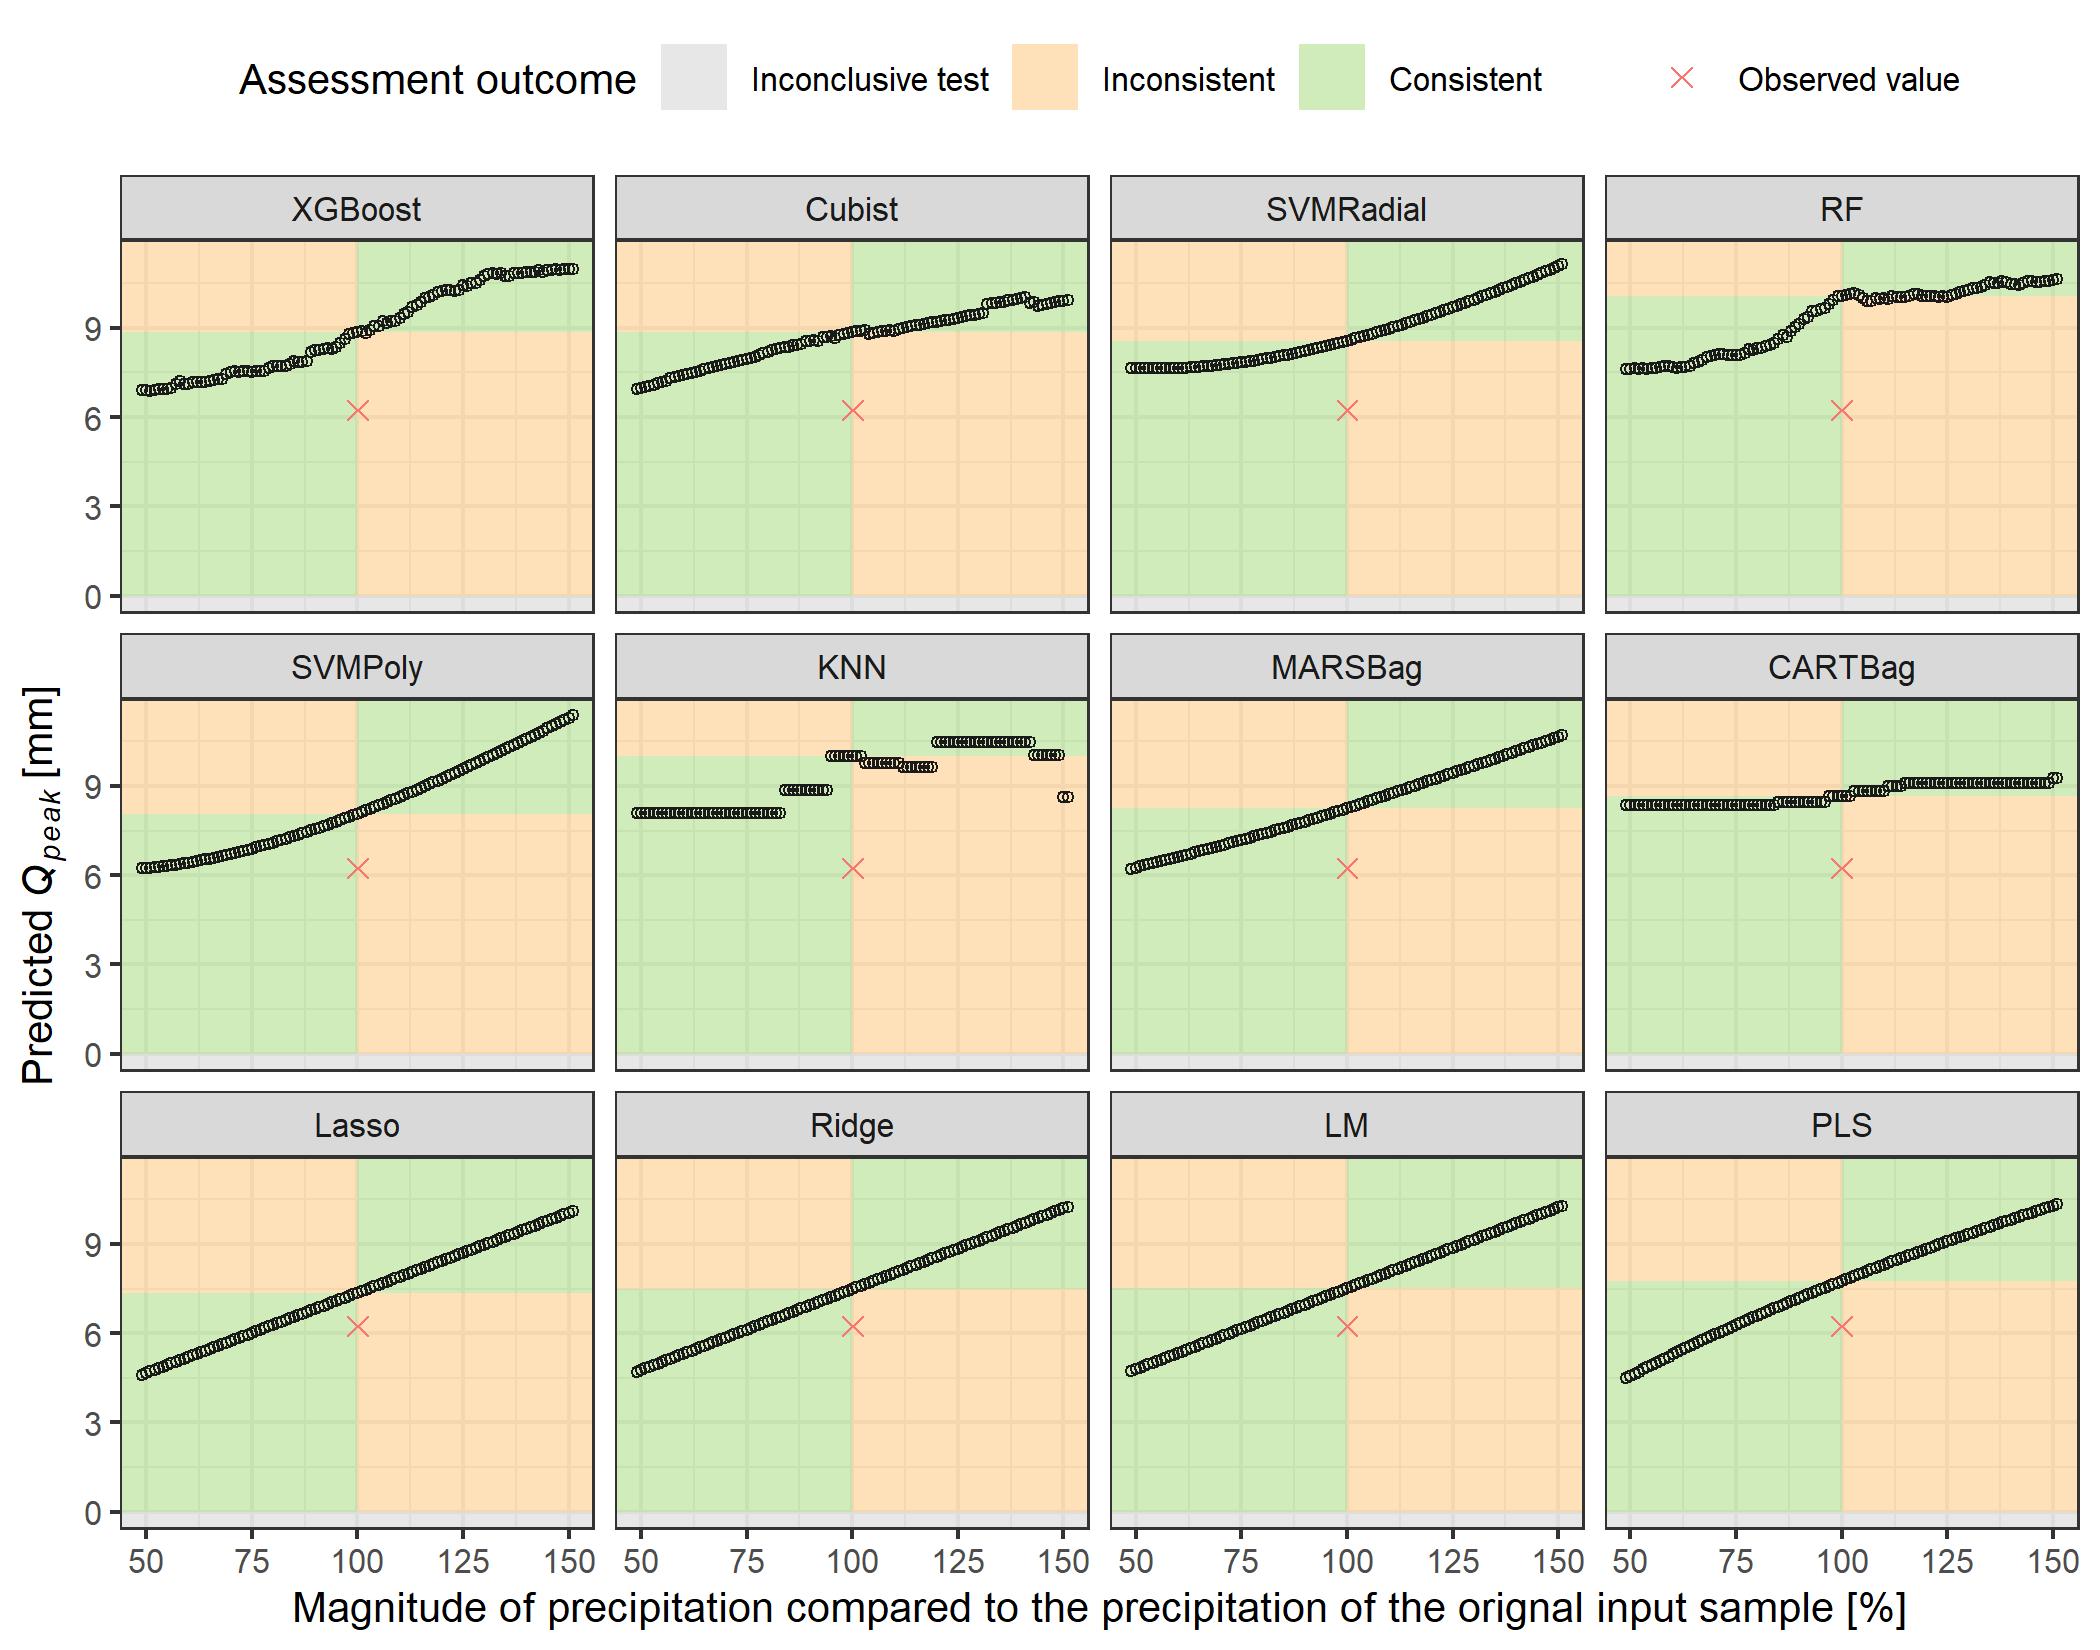 Assessment outcome Inconclusive test Inconsistent Consistent Observed value
XGBoost Cubist SVMRadial RF
9
6
3
0
SVMPoly KNN MARSBag CARTBag
9
6
3
0
Predicted Qpeak [mm]
Lasso Ridge LM PLS
9
6
3
0
50 75 100 125 150 50 75 100 125 150 50 75 100 125 150 50 75 100 125 150
Magnitude of precipitation compared to the precipitation of the orignal input sample [%]